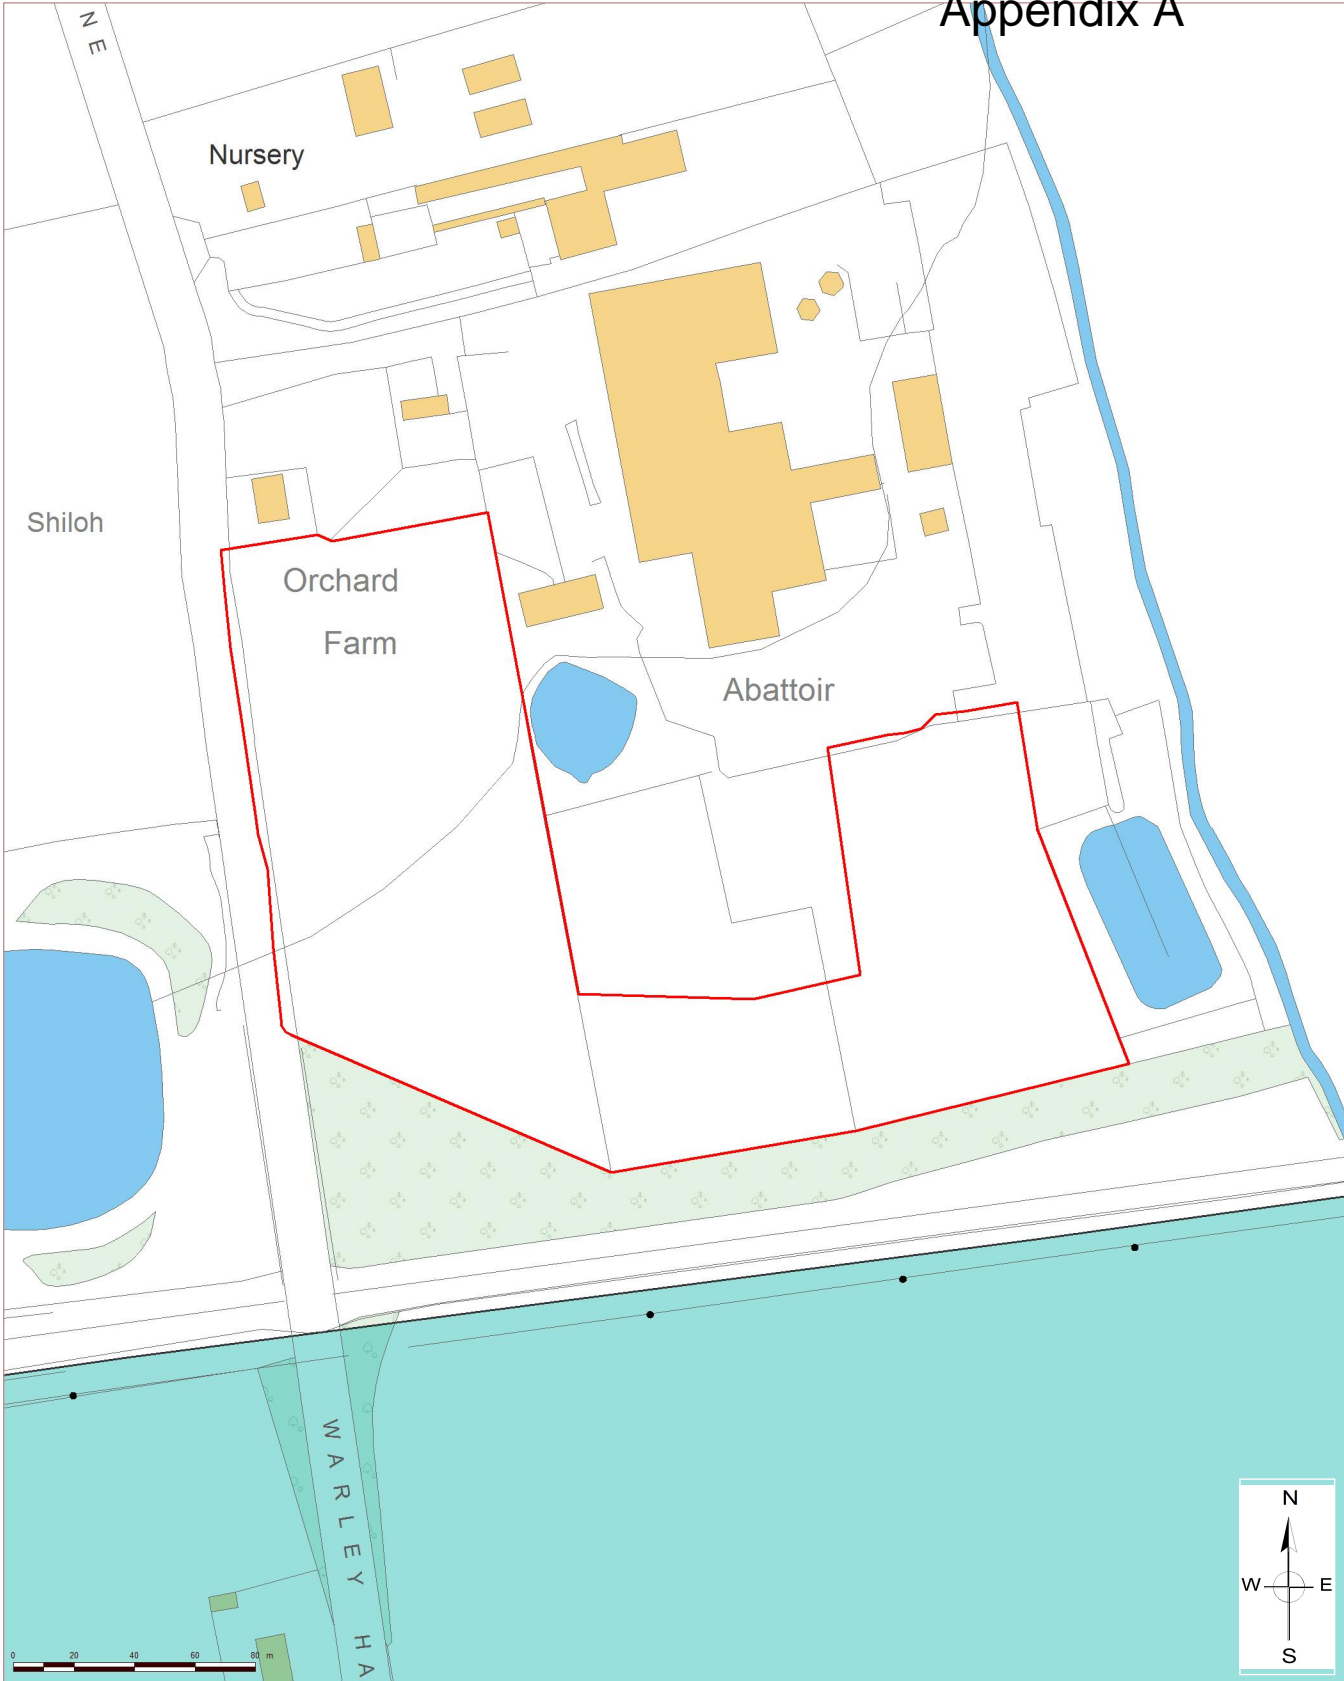 Appendix A
NE
Nursery
Shiloh
Orchard
Farm
Abattoir
WARLEY HA
N
W E
S
0 20 40 60 80 m